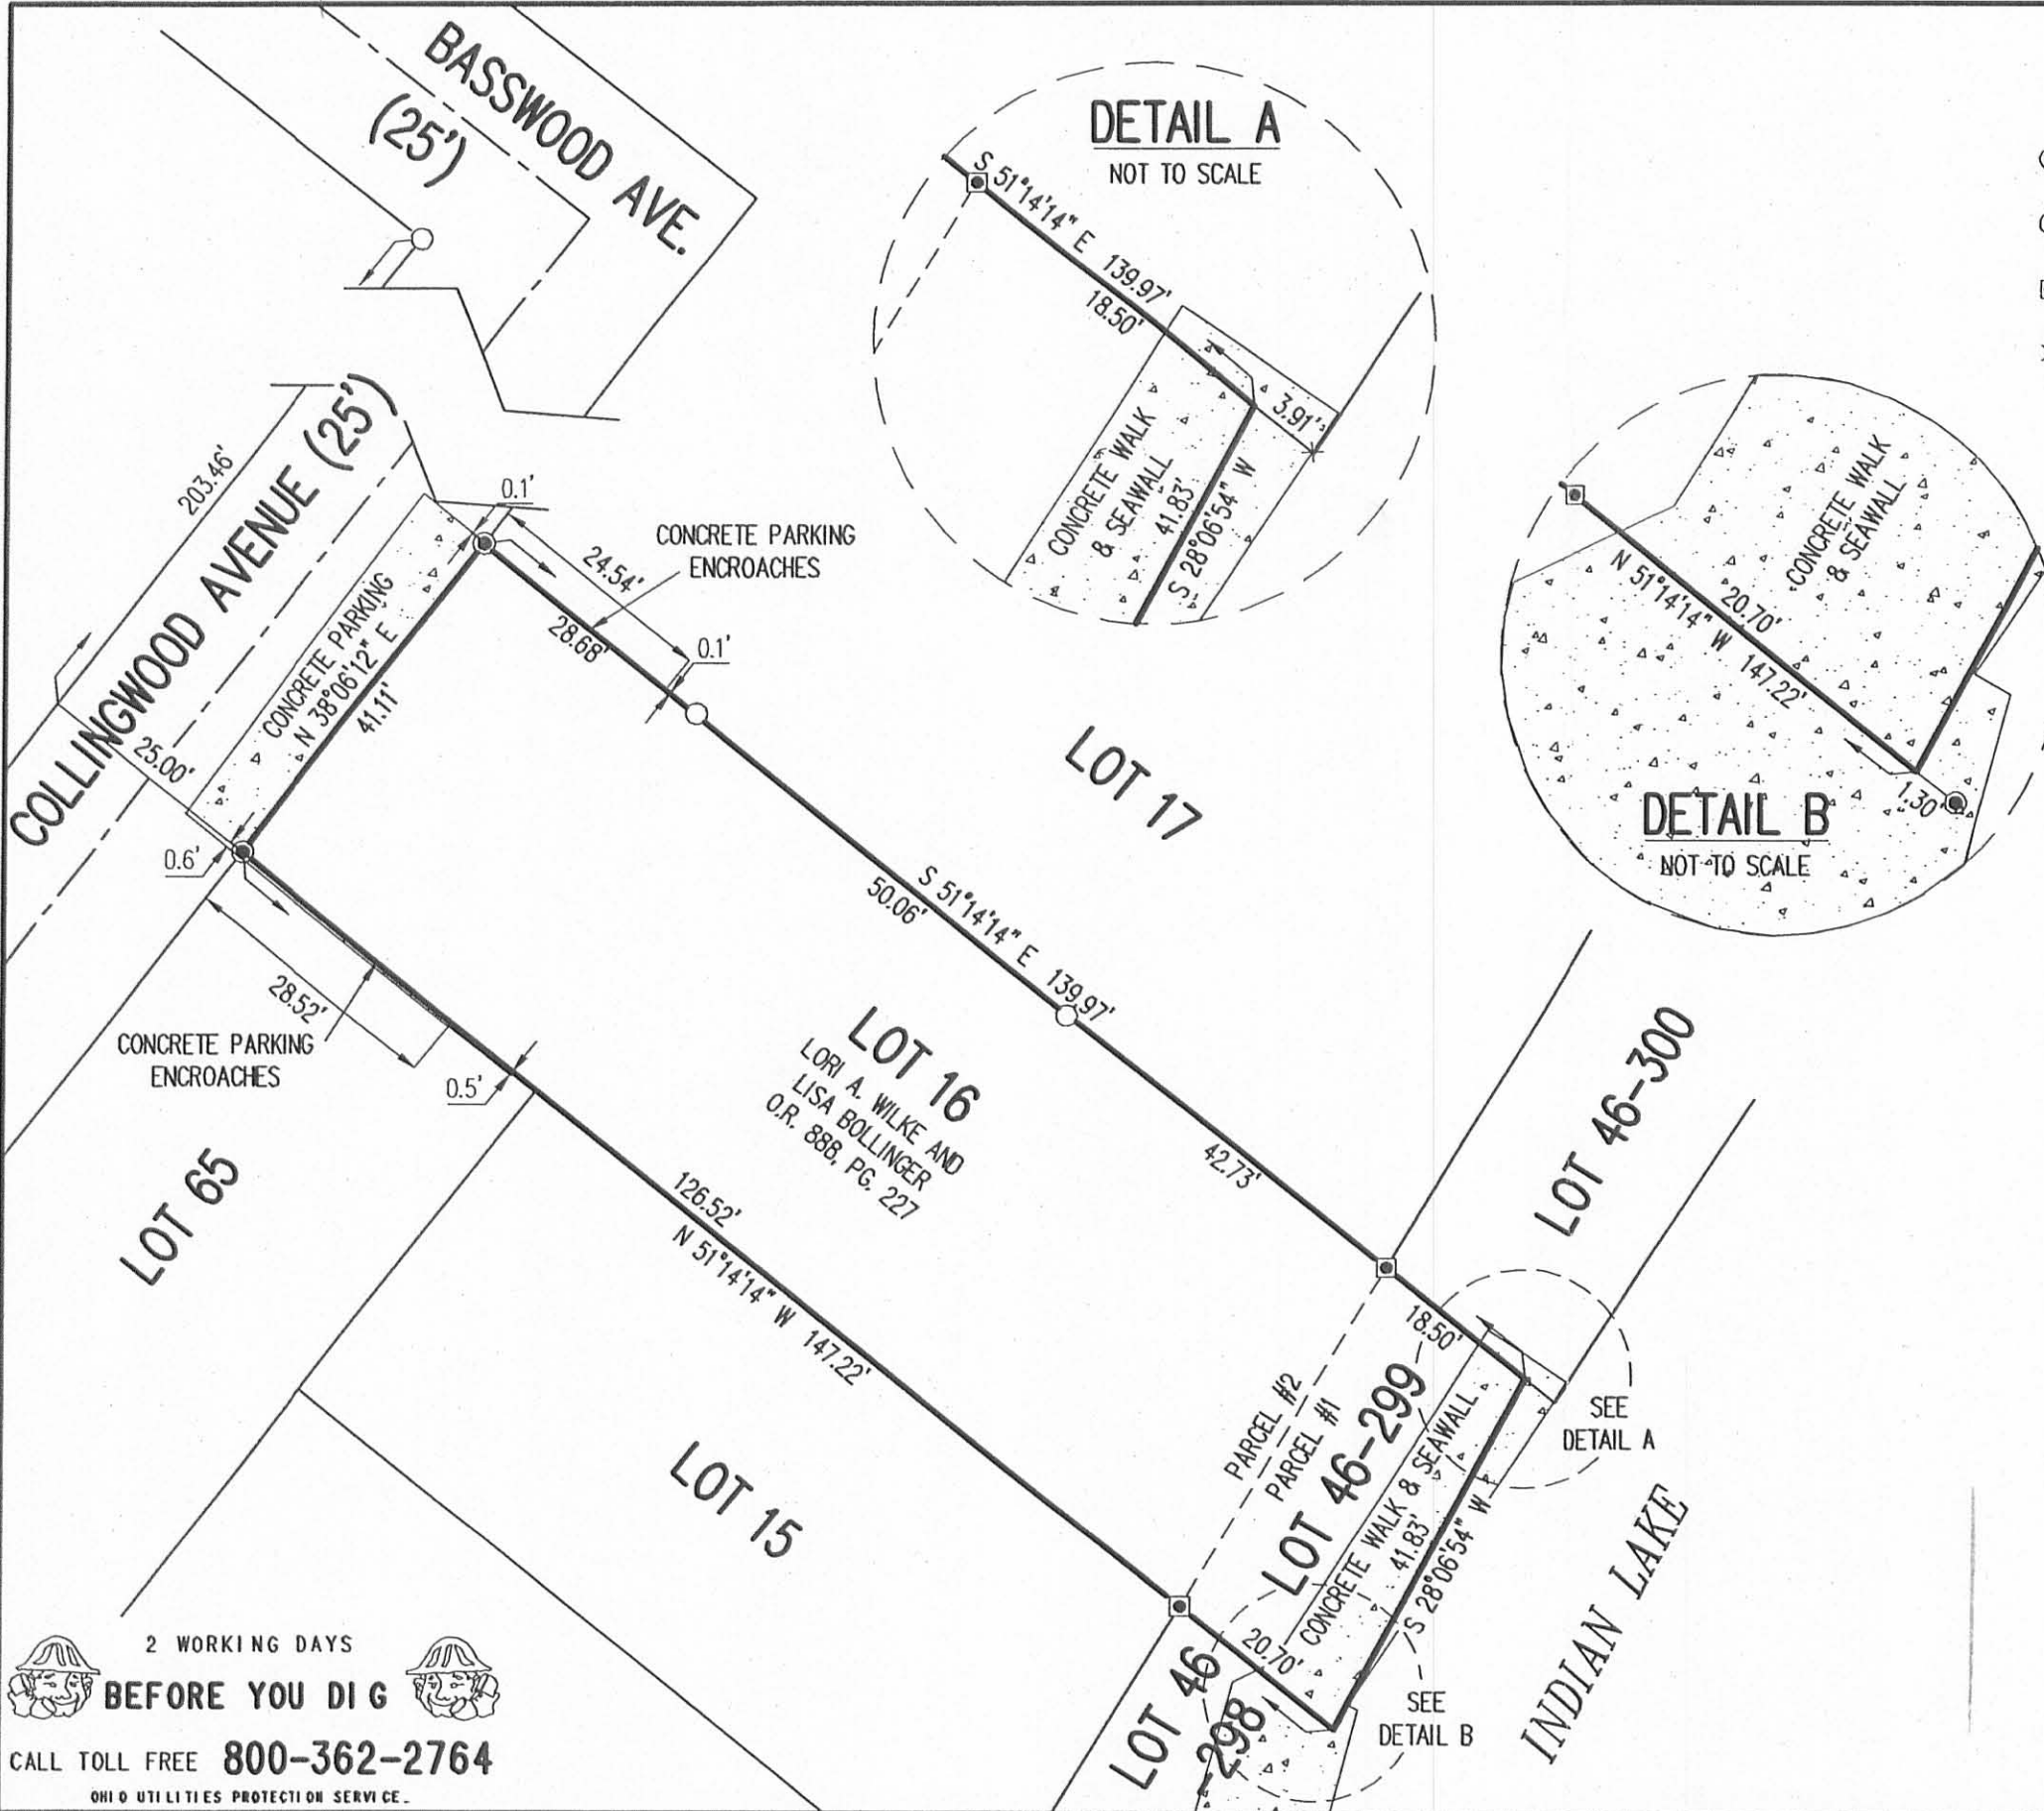 BASSWOOD AVE.
(25')
DETAIL A
NOT TO SCALE
S 51°14'14" E 139.97'
18.50'
3.91'
CONCRETE WALK
& SEAWALL
41.83'
S 28°06'54" W
CONCRETE WALK
& SEAWALL
N 51°14'14" W 147.22'
20.70'
1.30'
DETAIL B
NOT TO SCALE
COLLINGWOOD AVENUE (25')
203.46'
25.00'
CONCRETE PARKING
N 38°06'12" E
41.11'
0.1'
24.54'
CONCRETE PARKING
ENCROACHES
28.68'
0.1'
0.6'
28.52'
CONCRETE PARKING
ENCROACHES
0.5'
LOT 17
S 51°14'14" E 139.97'
50.06'
LOT 16
LORI A. WILKE AND
LISA BOLLINGER
O.R. 888, PG. 227
42.73'
LOT 46-300
LOT 65
126.52'
N 51°14'14" W 147.22'
18.50'
PARCEL #2
PARCEL #1
LOT 46-299
CONCRETE WALK & SEAWALL
41.83'
S 28°06'54" W
SEE
DETAIL A
LOT 15
20.70'
LOT 46
-298
SEE
DETAIL B
INDIAN LAKE
2 WORKING DAYS
BEFORE YOU DIG
CALL TOLL FREE 800-362-2764
OHIO UTILITIES PROTECTION SERVICE.